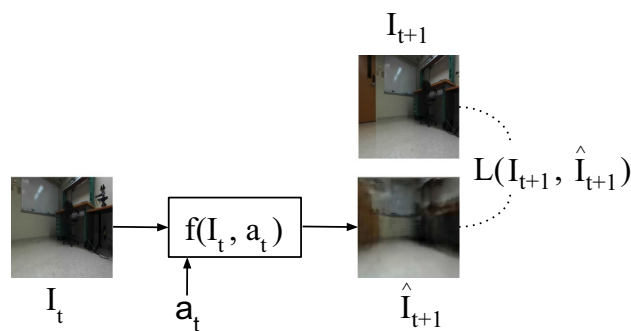 I_{t+1}
L(I_{t+1}, Î_{t+1})
f(I_t, a_t)
I_t
a_t
Î_{t+1}